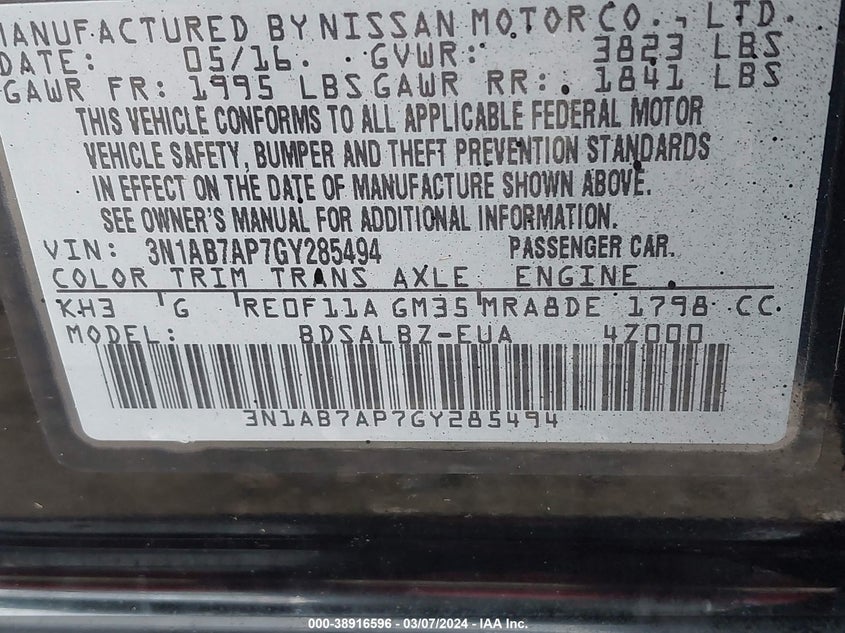 MANUFACTURED BY NISSAN MOTOR CO., LTD.
DATE: 05/16 GVWR: 3823 LBS
GAWR FR: 1995 LBS GAWR RR: 1841 LBS
THIS VEHICLE CONFORMS TO ALL APPLICABLE FEDERAL MOTOR
VEHICLE SAFETY, BUMPER AND THEFT PREVENTION STANDARDS
IN EFFECT ON THE DATE OF MANUFACTURE SHOWN ABOVE.
SEE OWNER'S MANUAL FOR ADDITIONAL INFORMATION.
VIN: 3N1AB7AP7GY285494 PASSENGER CAR.
COLOR TRIM TRANS AXLE ENGINE
KH3 G RE0F11A GM35 MRA8DE 1798 CC
MODEL: BDSALBZ-EUA 4Z000
3N1AB7AP7GY285494
000-38916596 - 03/07/2024 - IAA Inc.